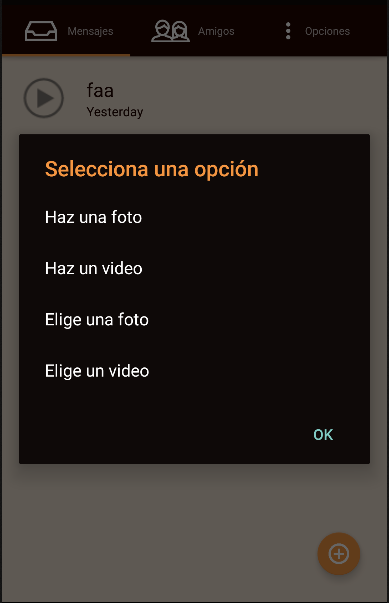 Mensajes
Amigos
Opciones
faa
Yesterday
Selecciona una opción
Haz una foto
Haz un video
Elige una foto
Elige un video
OK